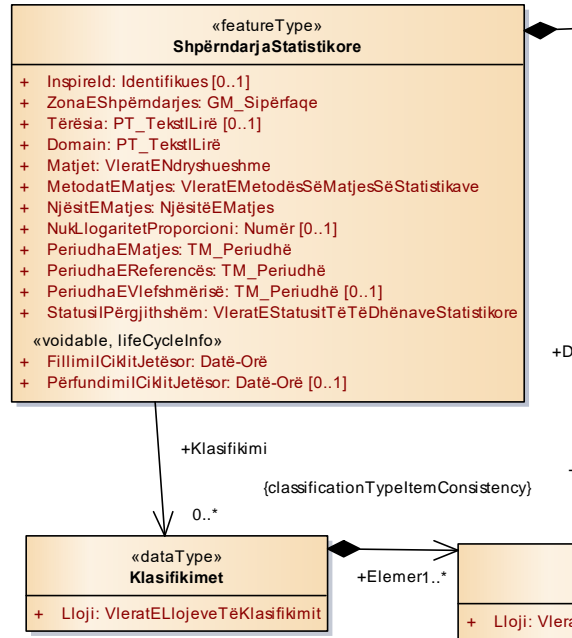 «featureType»
ShpërndarjaStatistikore
+ InspireId: Identifikues [0..1]
+ ZonaEShpërndarjes: GM_Sipërfaqe
+ Tërësia: PT_TekstILirë [0..1]
+ Domain: PT_TekstILirë
+ Matjet: VleratENdryshueshme
+ MetodatEMatjes: VleratEMetodësSëMatjesSëStatistikave
+ NjësitEMatjes: NjësitëEMatjes
+ NukLlogaritetProporcioni: Numër [0..1]
+ PeriudhaEMatjes: TM_Periudhë
+ PeriudhaEReferencës: TM_Periudhë
+ PeriudhaEVlefshmërisë: TM_Periudhë [0..1]
+ StatusiIPërgjithshëm: VleratEStatusitTëTëDhënaveStatistikore
«voidable, lifeCycleInfo»
+ FillimiICiklitJetësor: Datë-Orë
+ PërfundimiICiklitJetësor: Datë-Orë [0..1]
+D
+Klasifikimi
{classificationTypeItemConsistency}
0..*
«dataType»
Klasifikimet
+ Lloji: VleratELlojeveTëKlasifikimit
+Elemer1..*
+ Lloji: Vlera